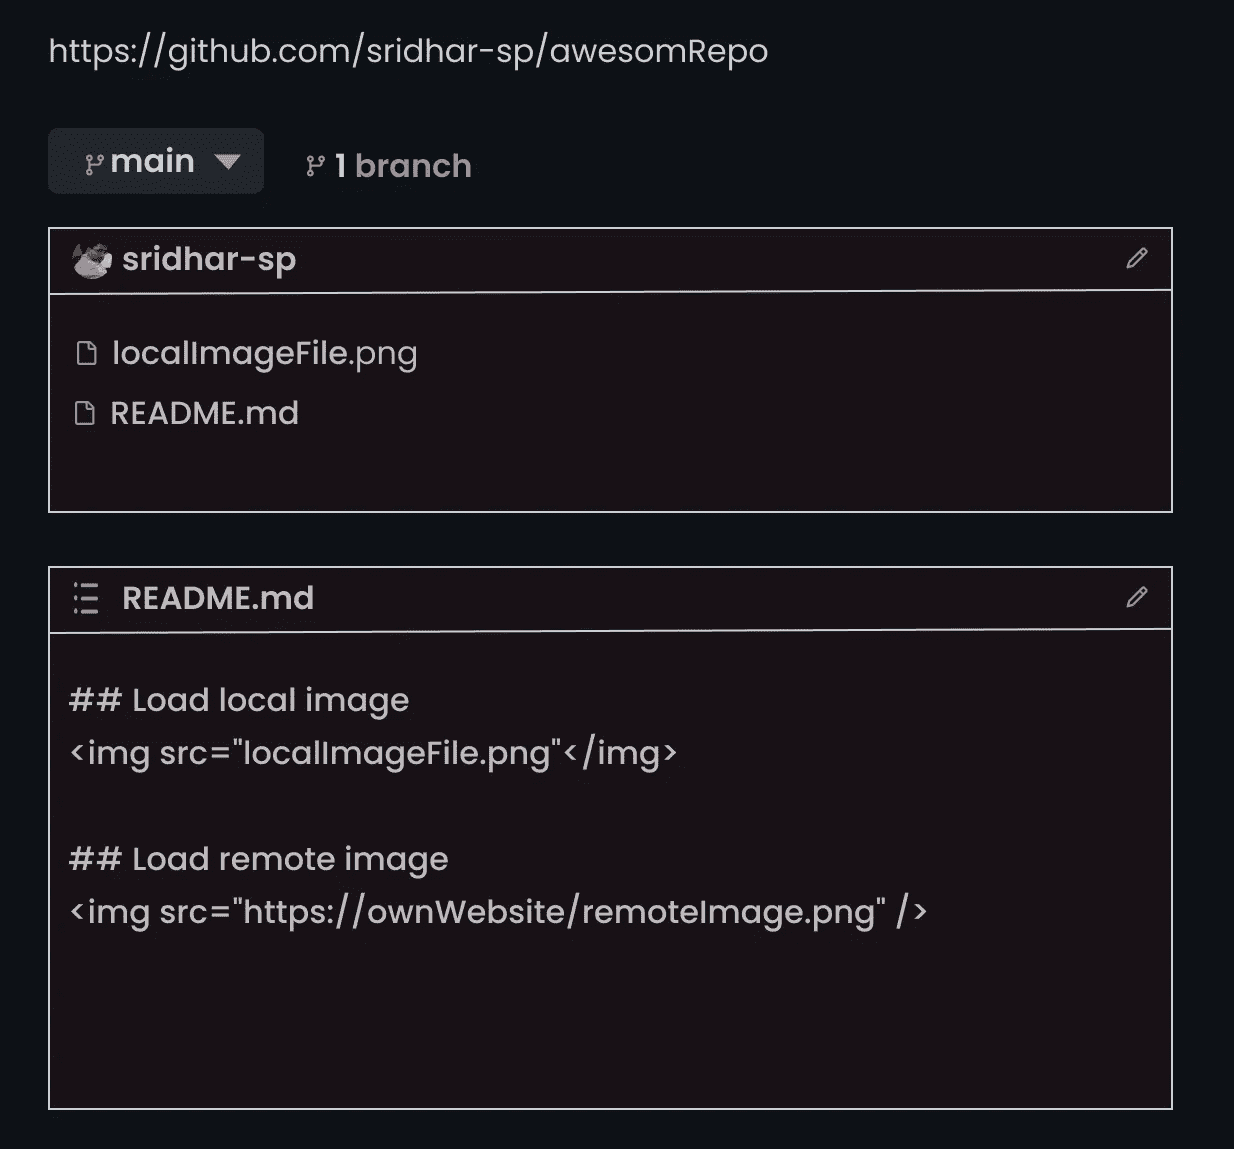 https://github.com/sridhar-sp/awesomRepo
main 1 branch
sridhar-sp
localImageFile.png
README.md
README.md
## Load local image
<img src="localImageFile.png"</img>
## Load remote image
<img src="https://ownWebsite/remoteImage.png" />